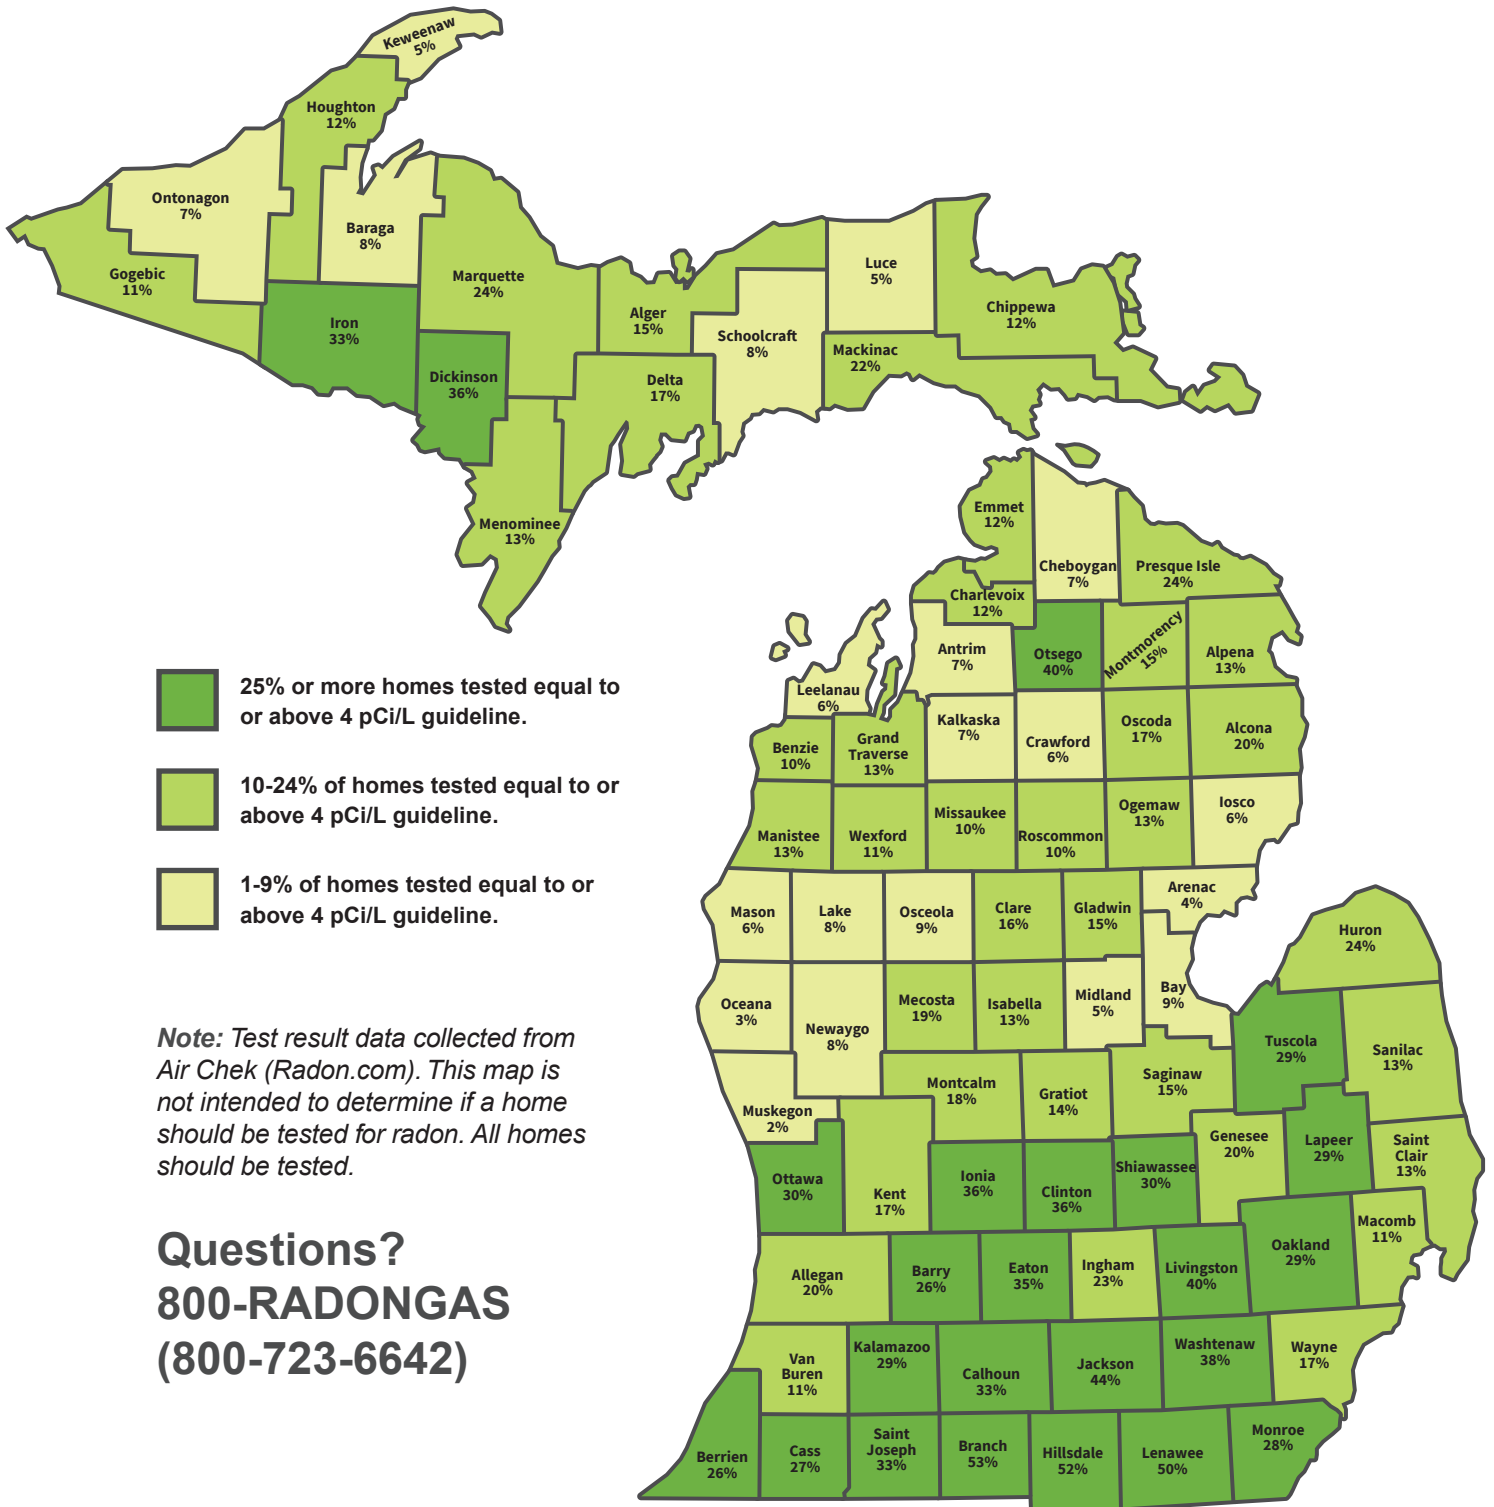 Keweenaw
5%
Houghton
12%
Ontonagon
7%
Baraga
8%
Gogebic
11%
Marquette
24%
Iron
33%
Dickinson
36%
Alger
15%
Luce
5%
Chippewa
12%
Schoolcraft
8%
Mackinac
22%
Delta
17%
Menominee
13%
Emmet
12%
Cheboygan
7%
Presque Isle
24%
Charlevoix
12%
Antrim
7%
Otsego
40%
Montmorency
15%
Alpena
13%
Leelanau
6%
Benzie
10%
Grand
Traverse
13%
Kalkaska
7%
Crawford
6%
Oscoda
17%
Alcona
20%
Manistee
13%
Wexford
11%
Missaukee
10%
Roscommon
10%
Ogemaw
13%
Iosco
6%
Mason
6%
Lake
8%
Osceola
9%
Clare
16%
Gladwin
15%
Arenac
4%
Huron
24%
Oceana
3%
Newaygo
8%
Mecosta
19%
Isabella
13%
Midland
5%
Bay
9%
Tuscola
29%
Sanilac
13%
Muskegon
2%
Montcalm
18%
Gratiot
14%
Saginaw
15%
Genesee
20%
Lapeer
29%
Saint
Clair
13%
Ottawa
30%
Kent
17%
Ionia
36%
Clinton
36%
Shiawassee
30%
Macomb
11%
Oakland
29%
Allegan
20%
Barry
26%
Eaton
35%
Ingham
23%
Livingston
40%
Van
Buren
11%
Kalamazoo
29%
Calhoun
33%
Jackson
44%
Washtenaw
38%
Wayne
17%
Berrien
26%
Cass
27%
Saint
Joseph
33%
Branch
53%
Hillsdale
52%
Lenawee
50%
Monroe
28%
25% or more homes tested equal to
or above 4 pCi/L guideline.
10-24% of homes tested equal to or
above 4 pCi/L guideline.
1-9% of homes tested equal to or
above 4 pCi/L guideline.
Note: Test result data collected from
Air Chek (Radon.com). This map is
not intended to determine if a home
should be tested for radon. All homes
should be tested.
Questions?
800-RADONGAS
(800-723-6642)